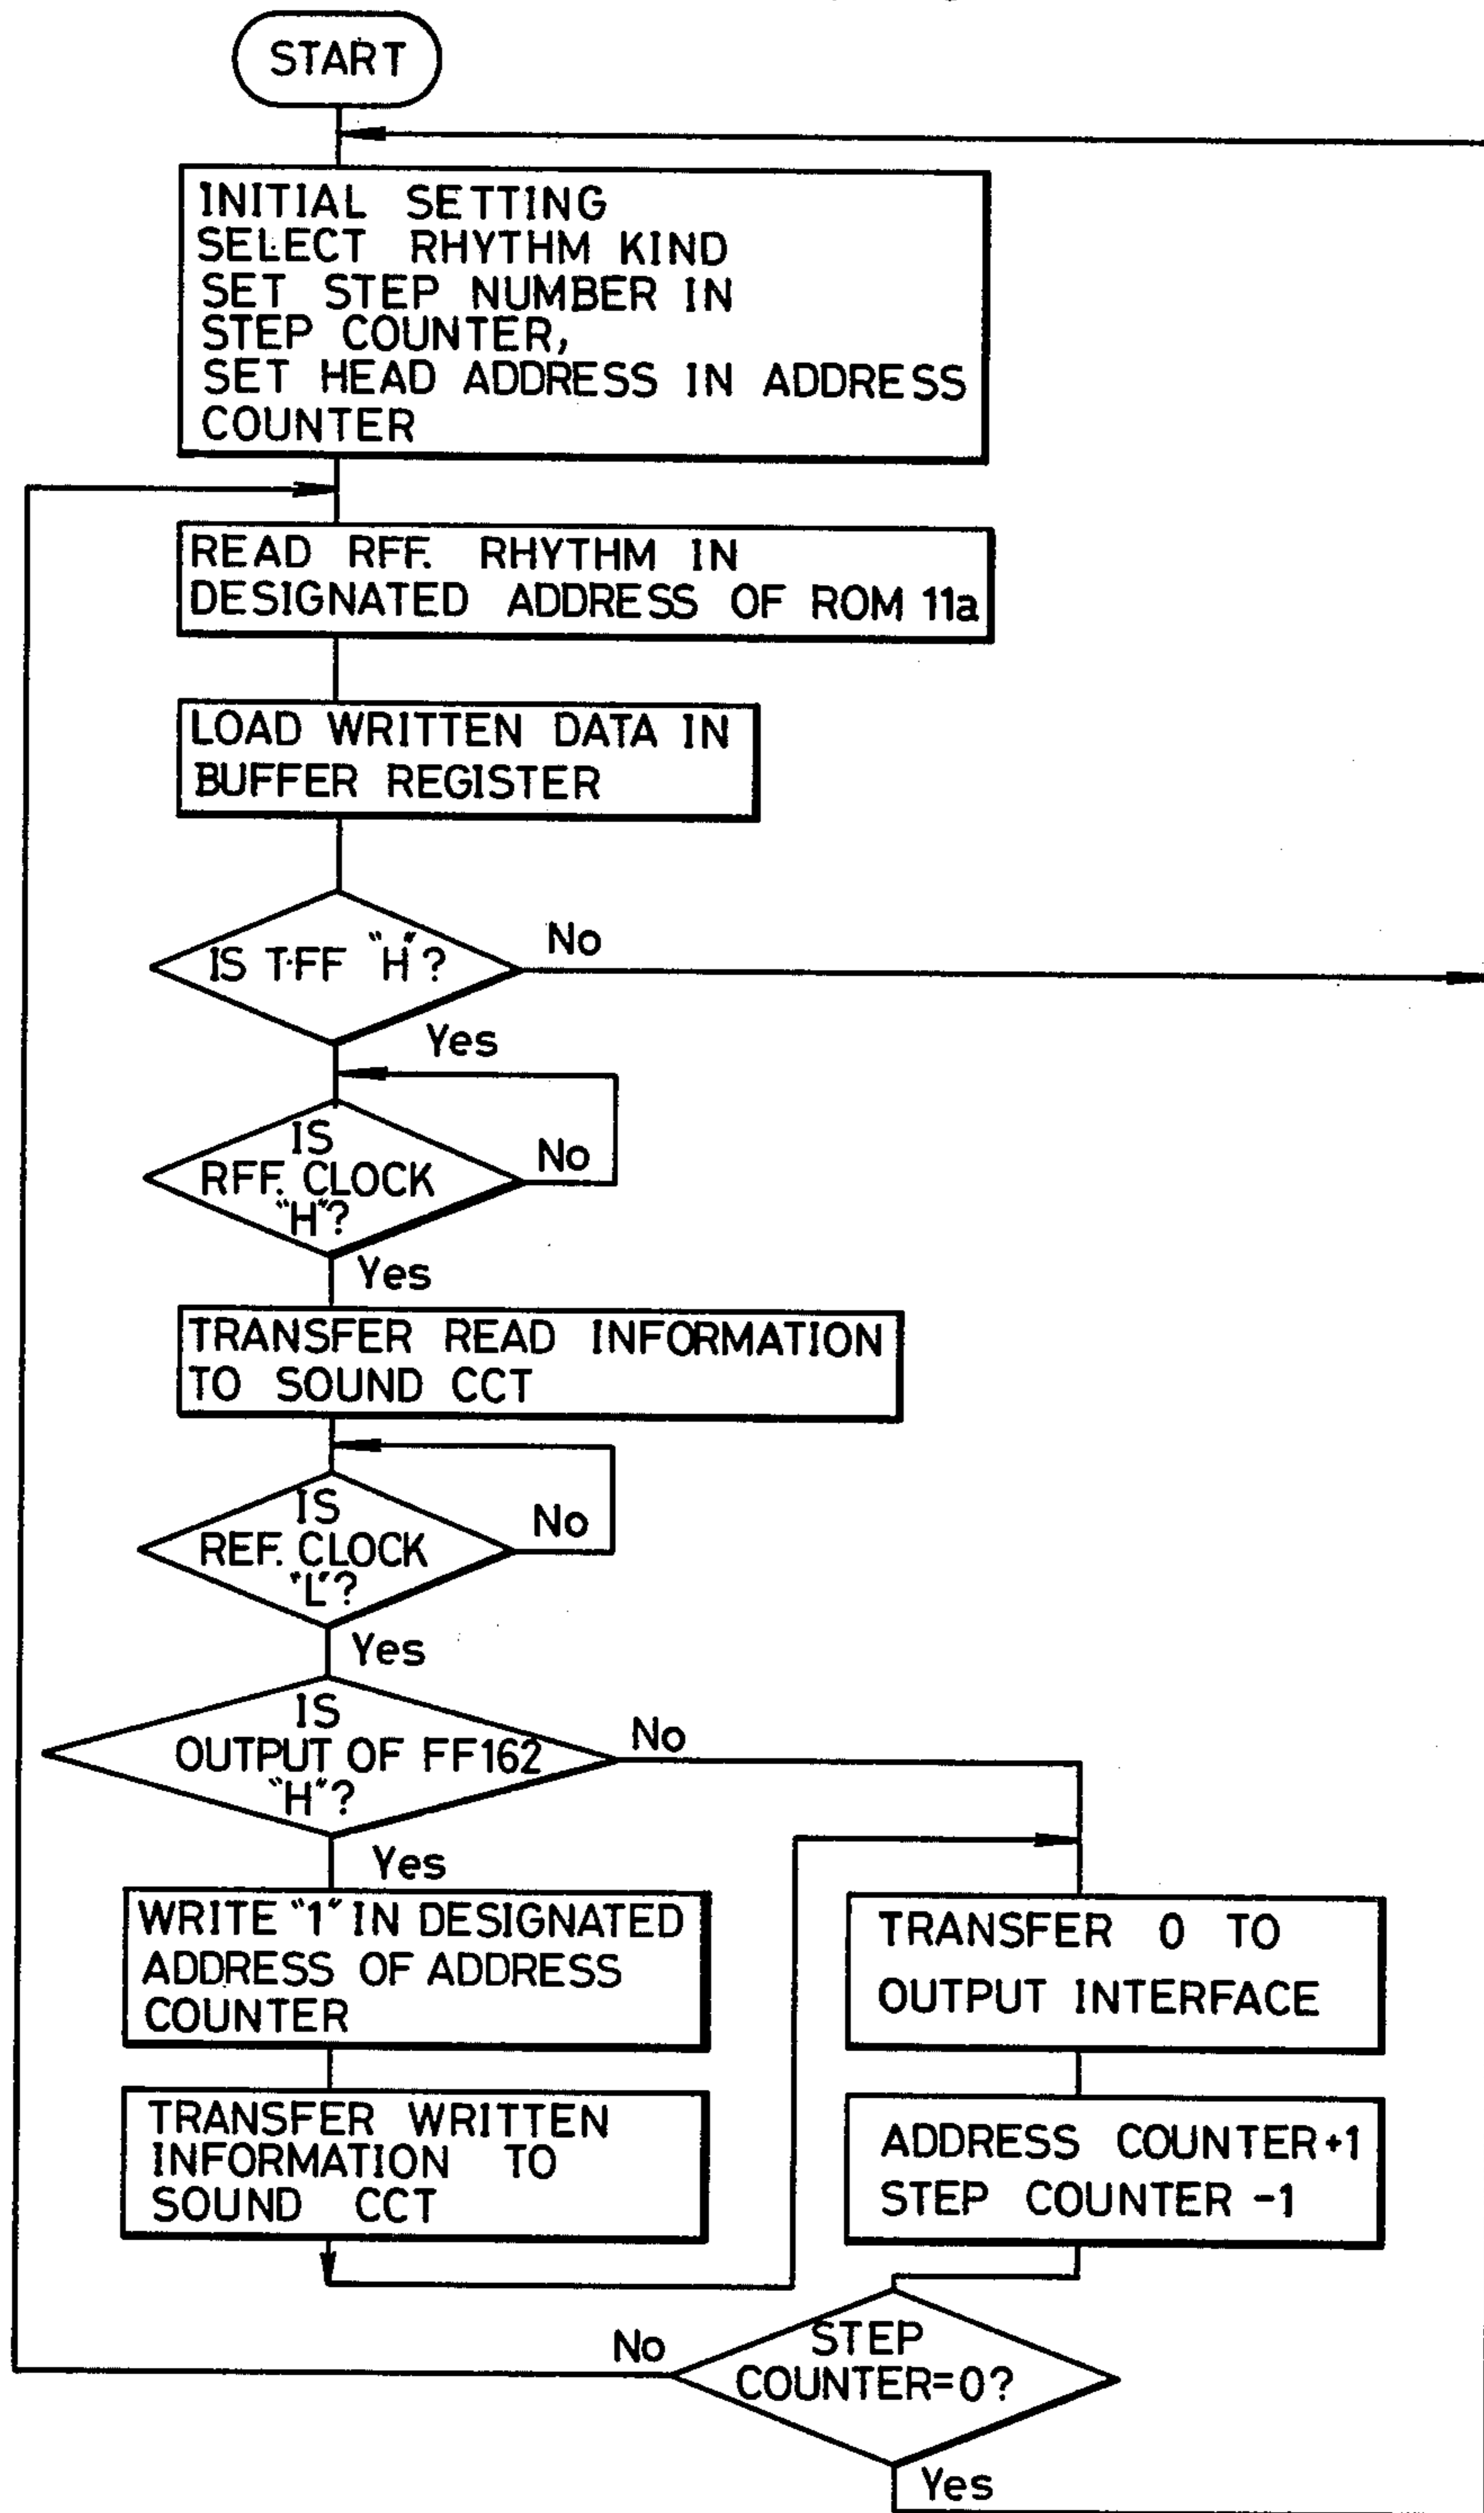 START
INITIAL SETTING
SELECT RHYTHM KIND
SET STEP NUMBER IN
STEP COUNTER,
SET HEAD ADDRESS IN ADDRESS
COUNTER
READ RFF. RHYTHM IN
DESIGNATED ADDRESS OF ROM 11a
LOAD WRITTEN DATA IN
BUFFER REGISTER
IS T·FF "H"?
No
Yes
IS
RFF. CLOCK
"H"?
No
Yes
TRANSFER READ INFORMATION
TO SOUND CCT
IS
REF. CLOCK
"L"?
No
Yes
IS
OUTPUT OF FF162
"H"?
No
Yes
WRITE "1" IN DESIGNATED
ADDRESS OF ADDRESS
COUNTER
TRANSFER WRITTEN
INFORMATION TO
SOUND CCT
TRANSFER 0 TO
OUTPUT INTERFACE
ADDRESS COUNTER+1
STEP COUNTER -1
STEP
COUNTER=0?
No
Yes